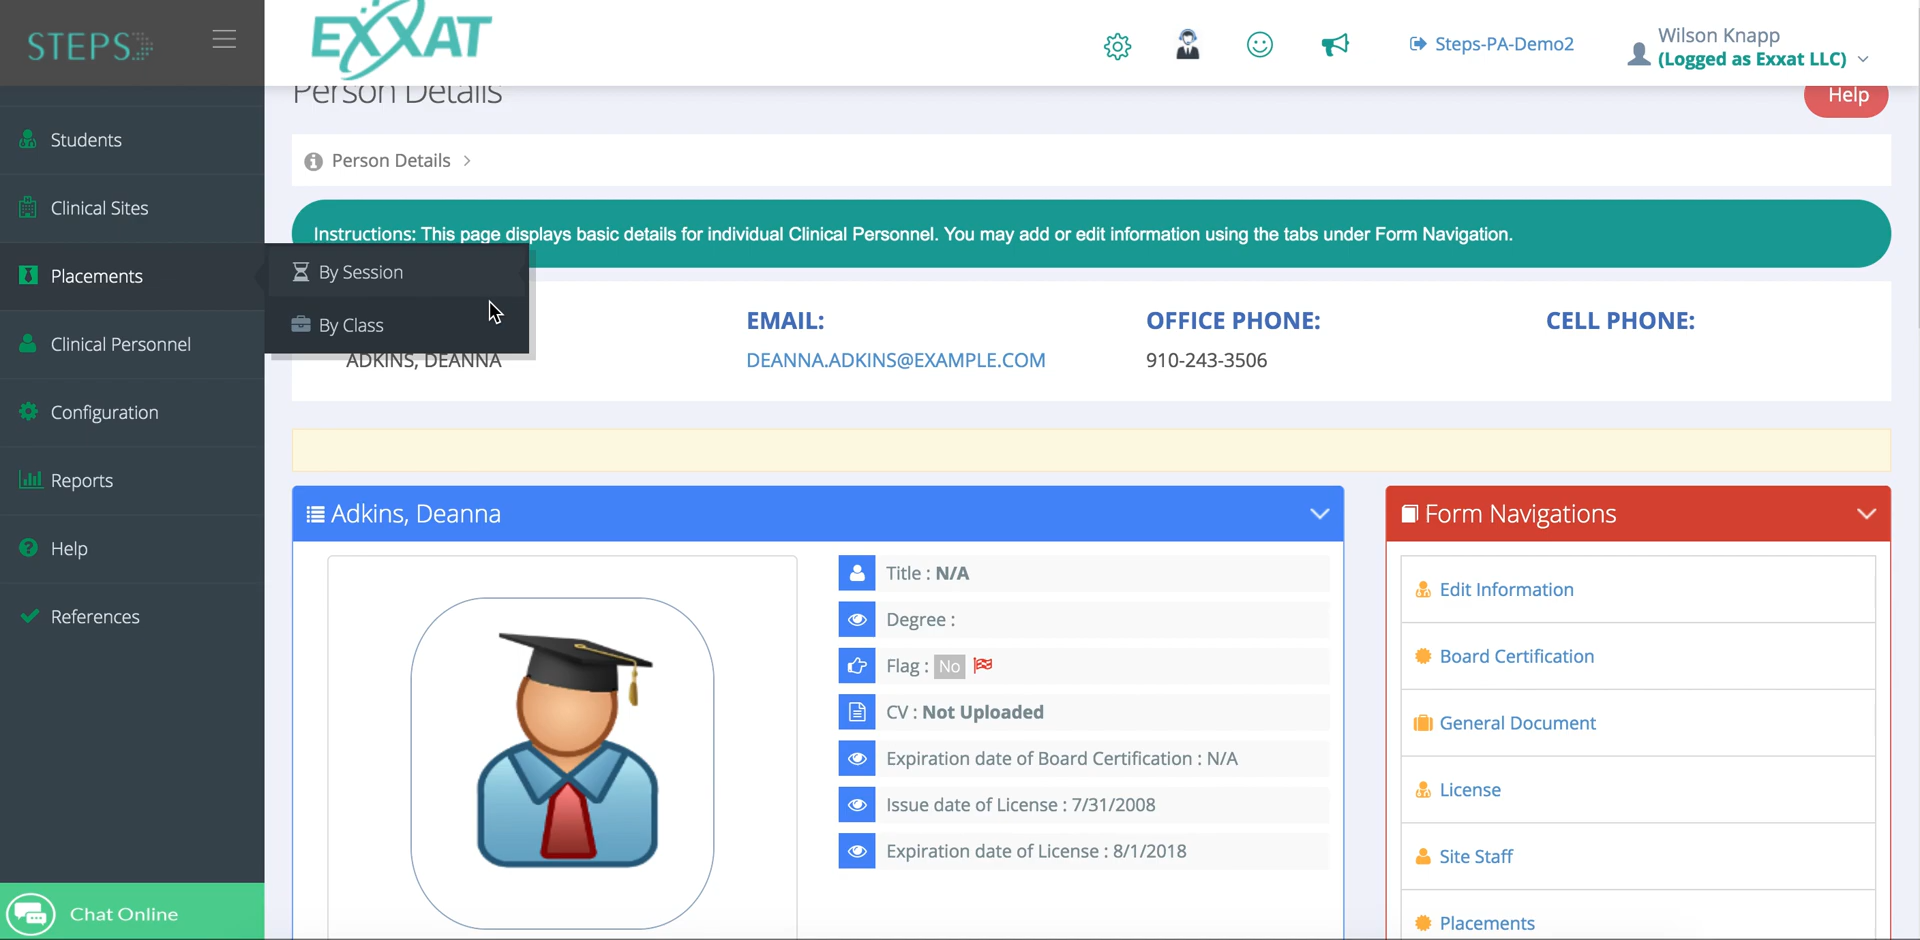 STEPS
EXXAT
Steps-PA-Demo2
Wilson Knapp
(Logged as Exxat LLC)
Person Details
Help
Students
Person Details >
Clinical Sites
Instructions: This page displays basic details for individual Clinical Personnel. You may add or edit information using the tabs under Form Navigation.
Placements
By Session
By Class
EMAIL:
OFFICE PHONE:
CELL PHONE:
Clinical Personnel
ADKINS, DEANNA
DEANNA.ADKINS@EXAMPLE.COM
910-243-3506
Configuration
Reports
Help
References
Adkins, Deanna
Title : N/A
Degree :
Flag : No
CV : Not Uploaded
Expiration date of Board Certification : N/A
Issue date of License : 7/31/2008
Expiration date of License : 8/1/2018
Form Navigations
Edit Information
Board Certification
General Document
License
Site Staff
Placements
Chat Online